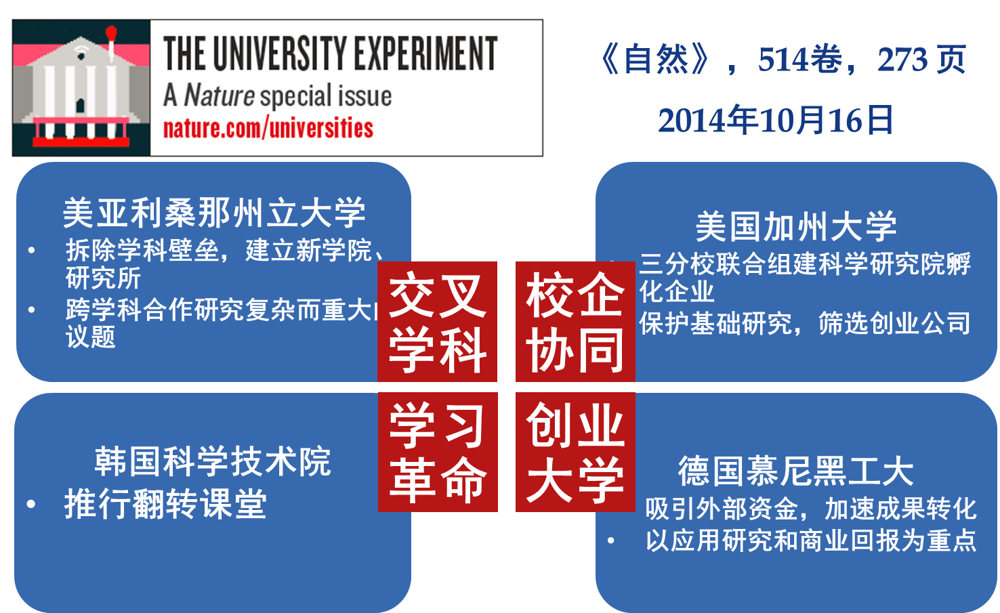 THE UNIVERSITY EXPERIMENT
A Nature special issue
nature.com/universities
《自然》，514卷，273 页
2014年10月16日
美亚利桑那州立大学
• 拆除学科壁垒，建立新学院、
研究所
• 跨学科合作研究复杂而重大
议题
交叉
学科
美国加州大学
三分校联合组建科学研究院孵
化企业
保护基础研究，筛选创业公司
校企
协同
韩国科学技术院
• 推行翻转课堂
学习
革命
创业
大学
德国慕尼黑工大
吸引外部资金，加速成果转化
• 以应用研究和商业回报为重点